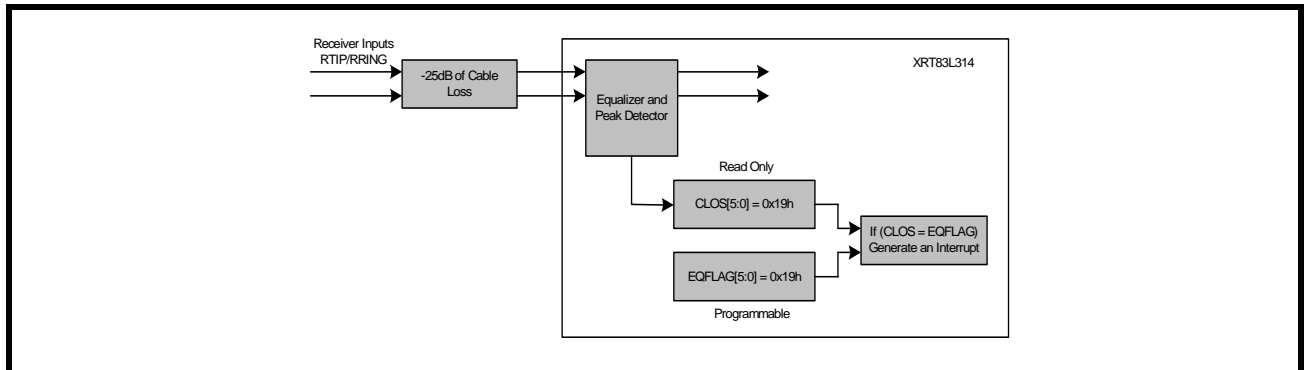 Receiver Inputs
RTIP/RRING
-25dB of Cable
Loss
XRT83L314
Equalizer and
Peak Detector
Read Only
CLOS[5:0] = 0x19h
If (CLOS = EQFLAG)
Generate an Interrupt
EQFLAG[5:0] = 0x19h
Programmable